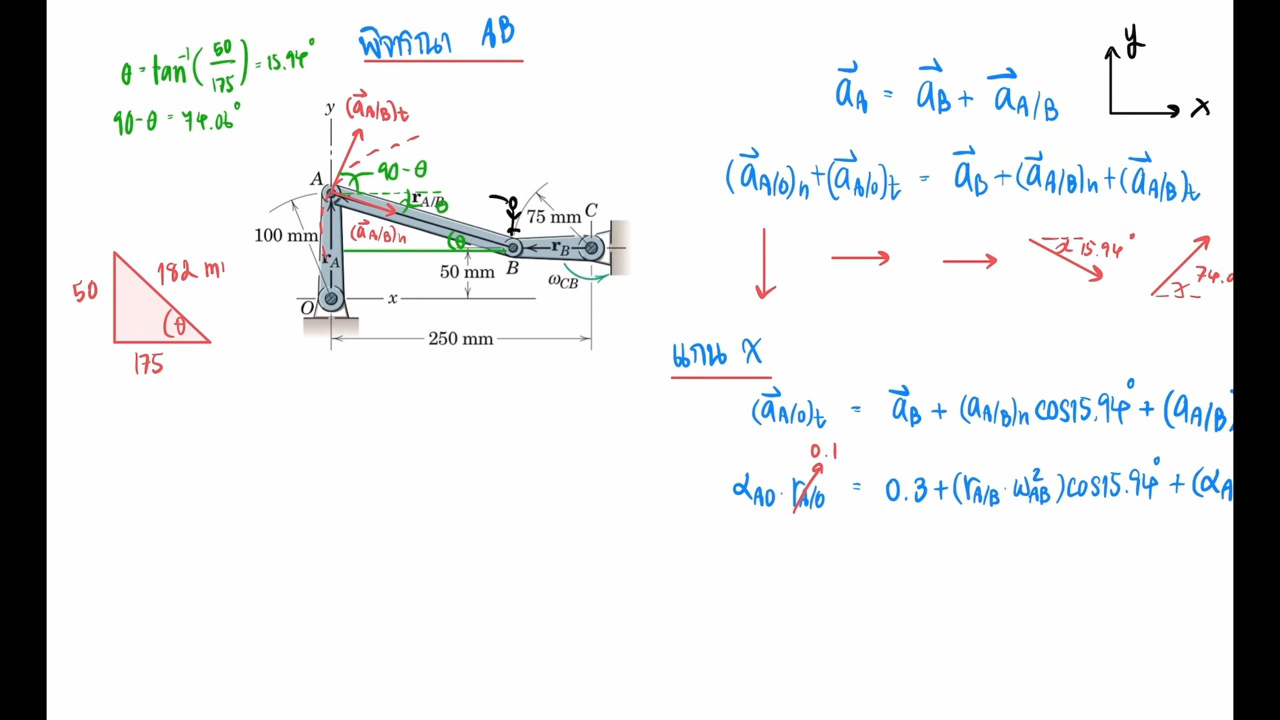 θ = tan⁻¹(50/175) = 15.94°
90-θ = 74.06°
พิจารณา AB
y
(a⃗A/B)t
90-θ
A
rA/B
θ
(a⃗A/B)n
θ
100 mm
rA
75 mm
C
rB
B
50 mm
ωCB
O
x
250 mm
50
182 m
θ
175
y
x
a⃗A = a⃗B + a⃗A/B
(a⃗A/O)n + (a⃗A/O)t = a⃗B + (a⃗A/B)n + (a⃗A/B)t
15.94°
74.0
แกน X
(a⃗A/O)t = a⃗B + (aA/B)n cos15.94° + (aA/B)
0.1
αAO · rA/O = 0.3 + (rA/B · ω²AB) cos15.94° + (αA